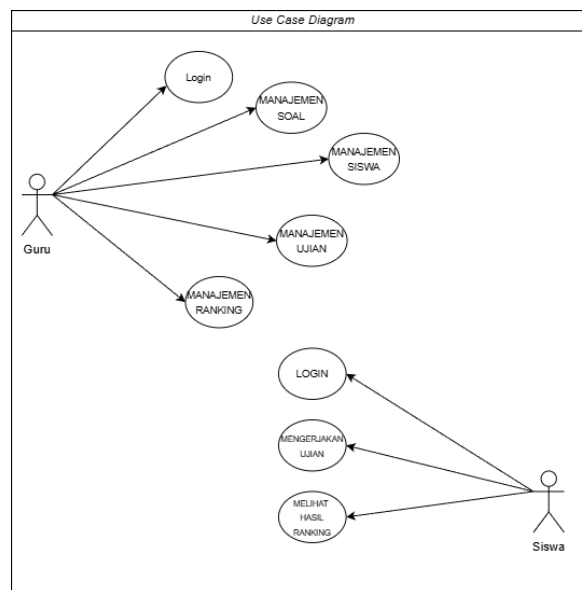 Use Case Diagram
Login
MANAJEMEN
SOAL
MANAJEMEN
SISWA
Guru
MANAJEMEN
UJIAN
MANAJEMEN
RANKING
LOGIN
MENGERJAKAN
UJIAN
MELIHAT
HASIL
RANKING
Siswa